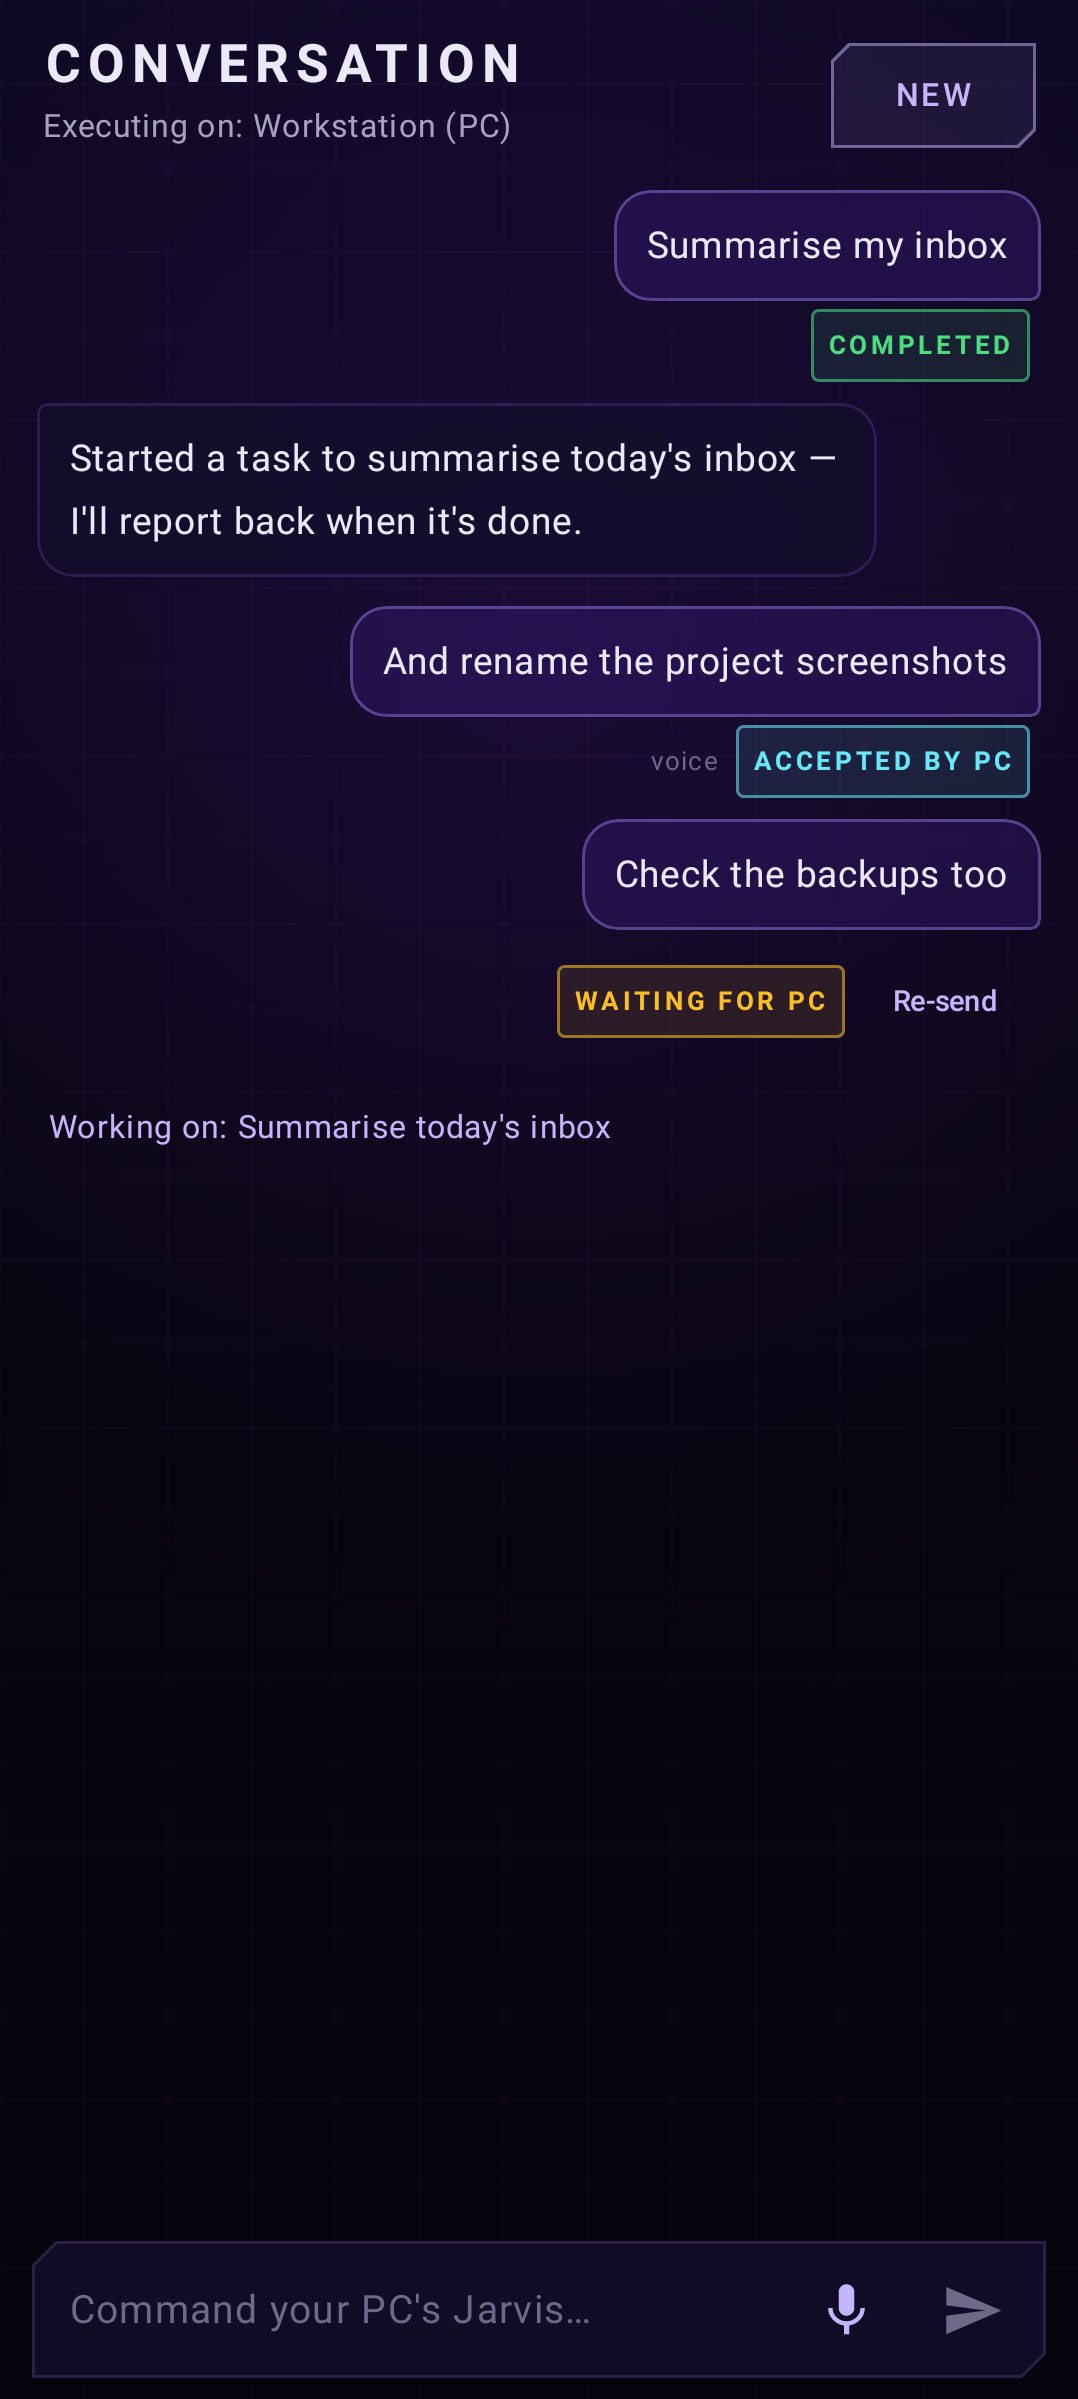 CONVERSATION
Executing on: Workstation (PC)
NEW
Summarise my inbox
COMPLETED
Started a task to summarise today's inbox —
I'll report back when it's done.
And rename the project screenshots
voice
ACCEPTED BY PC
Check the backups too
WAITING FOR PC
Re-send
Working on: Summarise today's inbox
Command your PC's Jarvis…